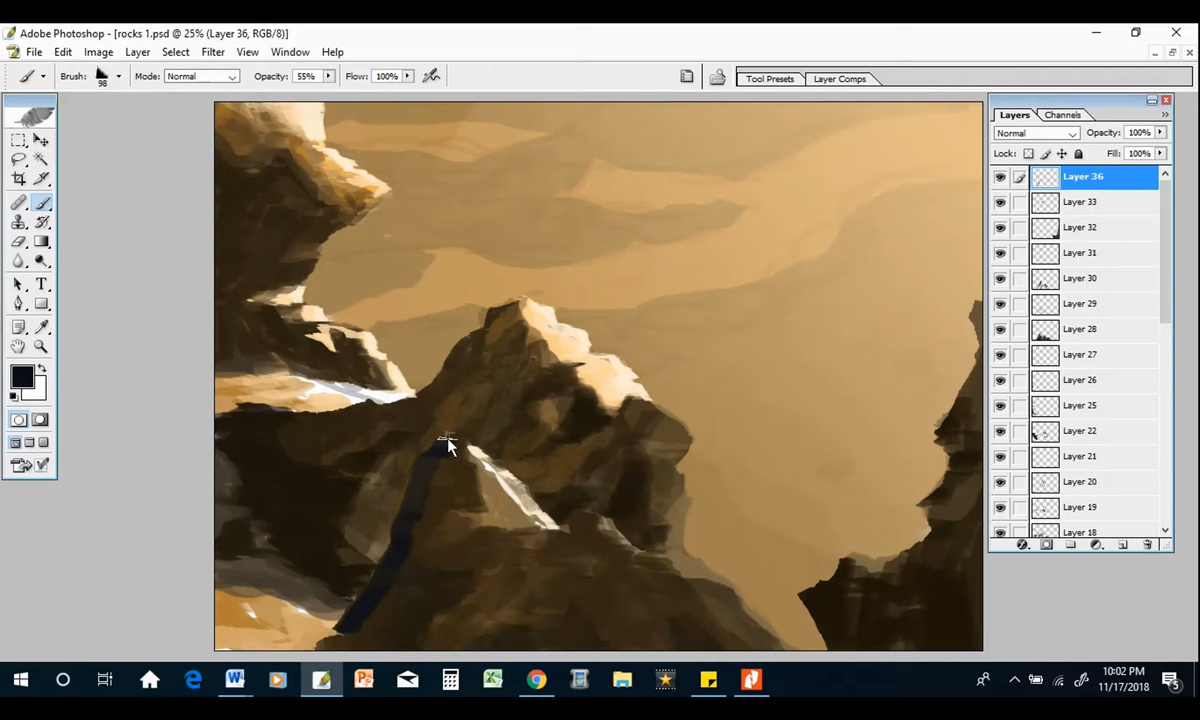 Adobe Photoshop - [rocks 1.psd @ 25% (Layer 36, RGB/8)]
File Edit Image Layer Select Filter View Window Help
Brush: 98 Mode: Normal Opacity: 55% Flow: 100% Tool Presets Layer Comps
Layers Channels
Normal Opacity: 100%
Lock: Fill: 100%
Layer 36
Layer 33
Layer 32
Layer 31
Layer 30
Layer 29
Layer 28
Layer 27
Layer 26
Layer 25
Layer 22
Layer 21
Layer 20
Layer 19
Layer 18
10:02 PM
11/17/2018
5